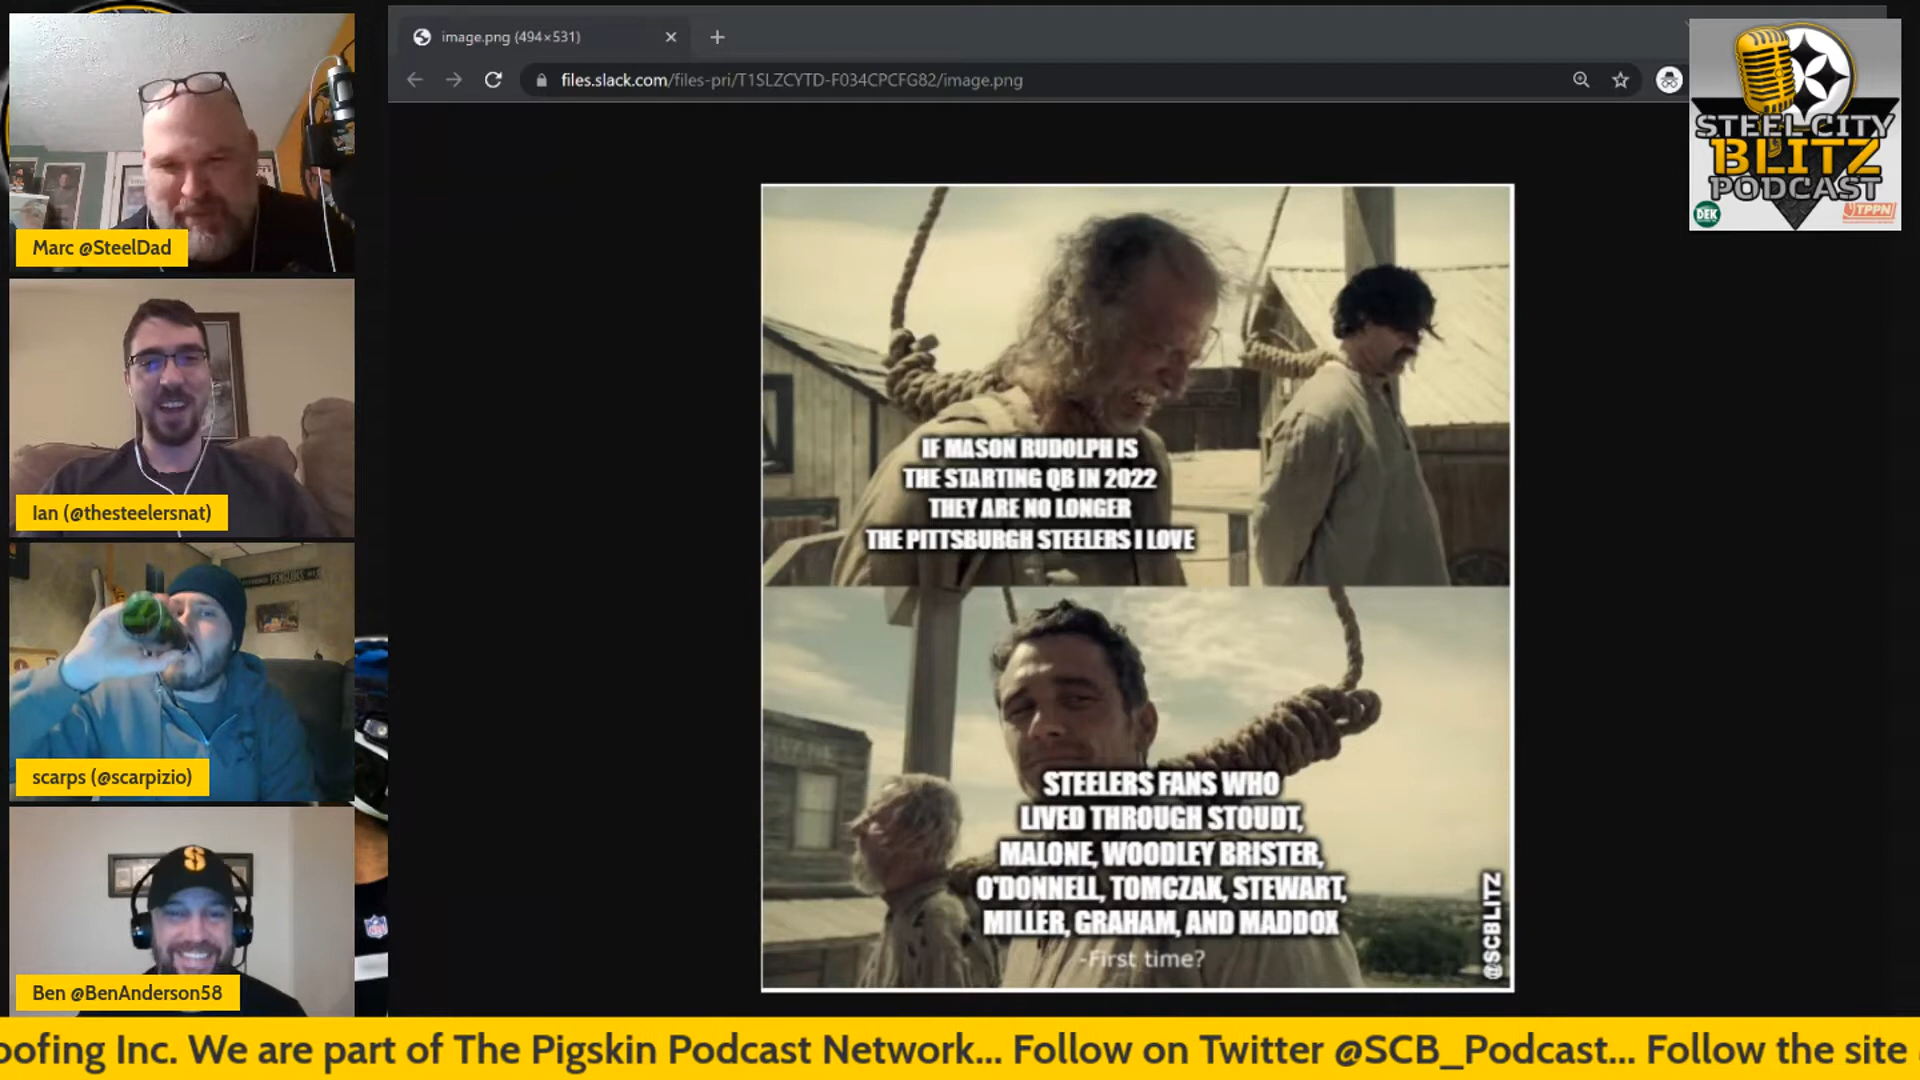 image.png (494×531)
files.slack.com/files-pri/T1SLZCYTD-F034CPCFG82/image.png
STEEL CITY
BLITZ
PODCAST
DEK
TPPN
Marc @SteelDad
Ian (@thesteelersnat)
PENGUINS
scarps (@scarpizio)
S
NFL
Ben @BenAnderson58
IF MASON RUDOLPH IS
THE STARTING QB IN 2022
THEY ARE NO LONGER
THE PITTSBURGH STEELERS I LOVE
STEELERS FANS WHO
LIVED THROUGH STOUDT,
MALONE, WOODLEY BRISTER,
O'DONNELL, TOMCZAK, STEWART,
MILLER, GRAHAM, AND MADDOX
-First time?
@SCBLITZ
oofing Inc. We are part of The Pigskin Podcast Network... Follow on Twitter @SCB_Podcast... Follow the site